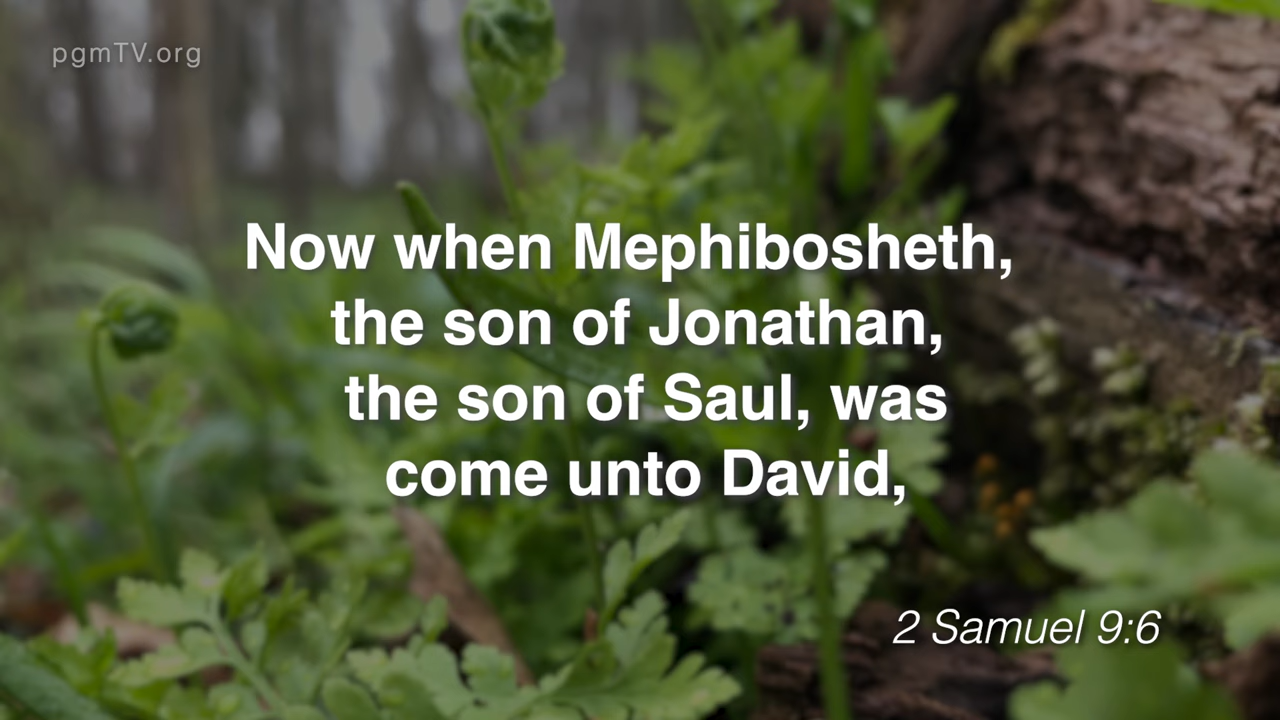 pgmTV.org
Now when Mephibosheth,
the son of Jonathan,
the son of Saul, was
come unto David,
2 Samuel 9:6